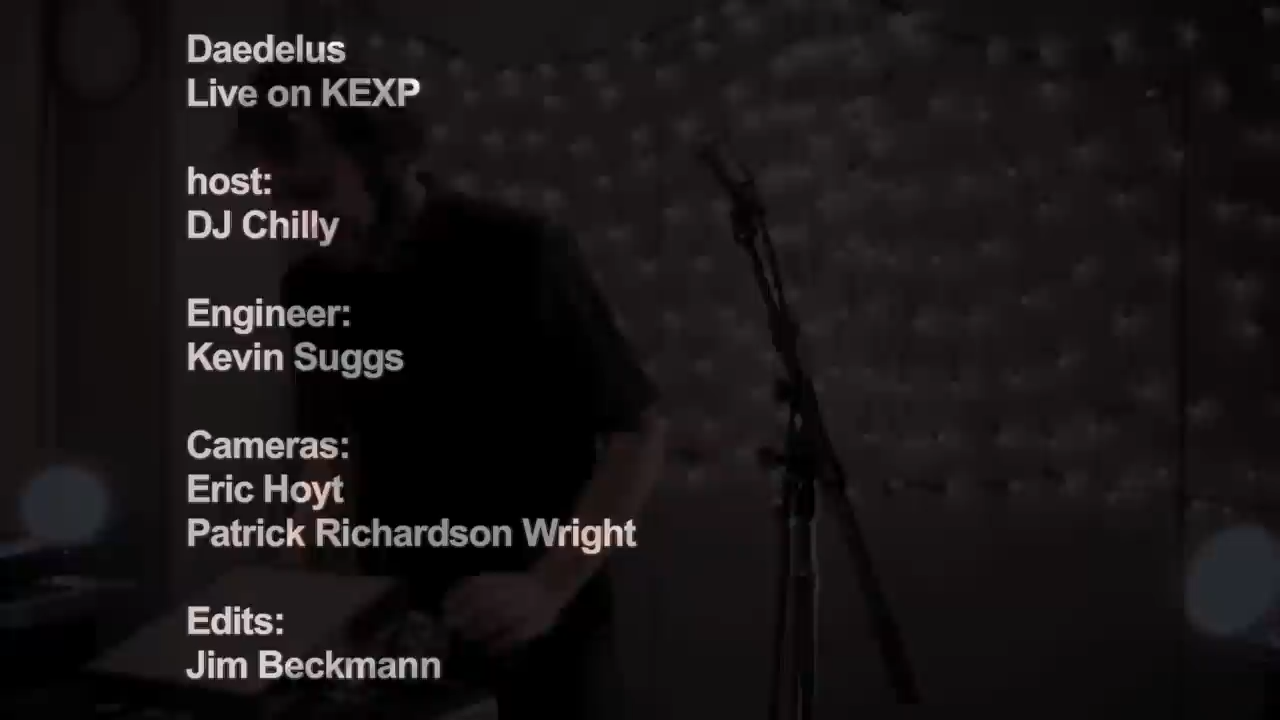 Daedelus
Live on KEXP
host:
DJ Chilly
Engineer:
Kevin Suggs
Cameras:
Eric Hoyt
Patrick Richardson Wright
Edits:
Jim Beckmann